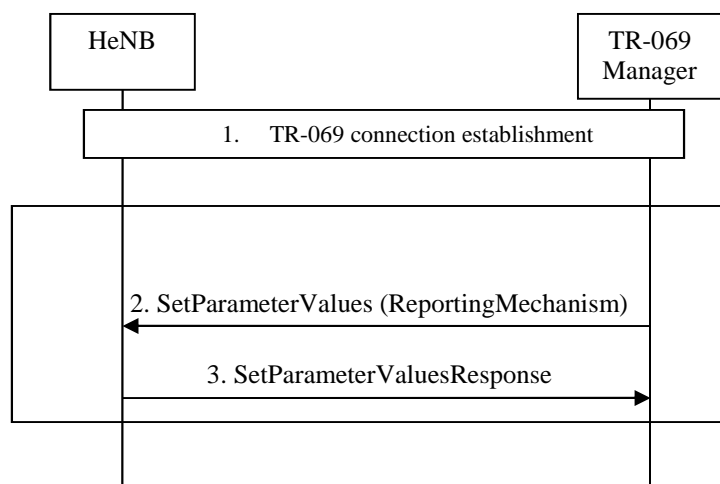 HeNB
TR-069
Manager
1. TR-069 connection establishment
2. SetParameterValues (ReportingMechanism)
3. SetParameterValuesResponse